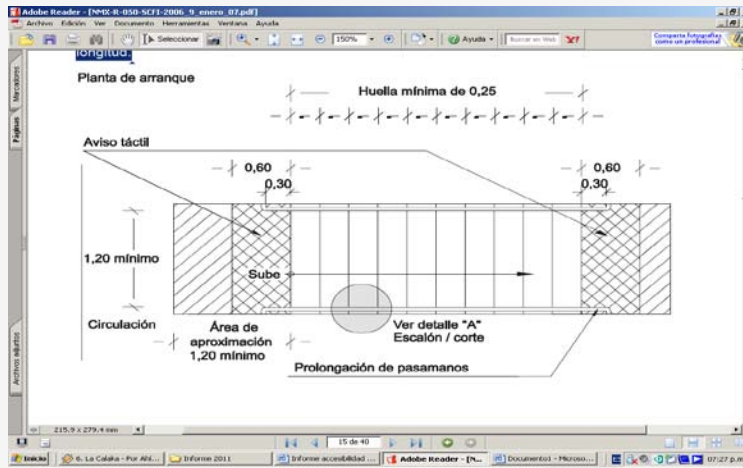 Adobe Reader - [NMX-R-050-SCFI-2006_9_enero_07.pdf]
Archivo Edición Ver Documento Herramientas Ventana Ayuda
Seleccionar 150% Ayuda Buscar en Web Y! Comparta fotografías como un profesional
Marcadores
Páginas
Archivos adjuntos
longitud.
Planta de arranque
Huella mínima de 0,25
Aviso táctil
0,60
0,30
0,60
0,30
1,20 mínimo
Sube
Circulación
Área de
aproximación
1,20 mínimo
Ver detalle "A"
Escalón / corte
Prolongación de pasamanos
215.9 x 279.4 mm
15 de 40
Inicio 6. La Calaka - Por Ahí... Informe 2011 Informe accesibilidad ... Adobe Reader - [N... Documento1 - Microso... 07:27 p.m.